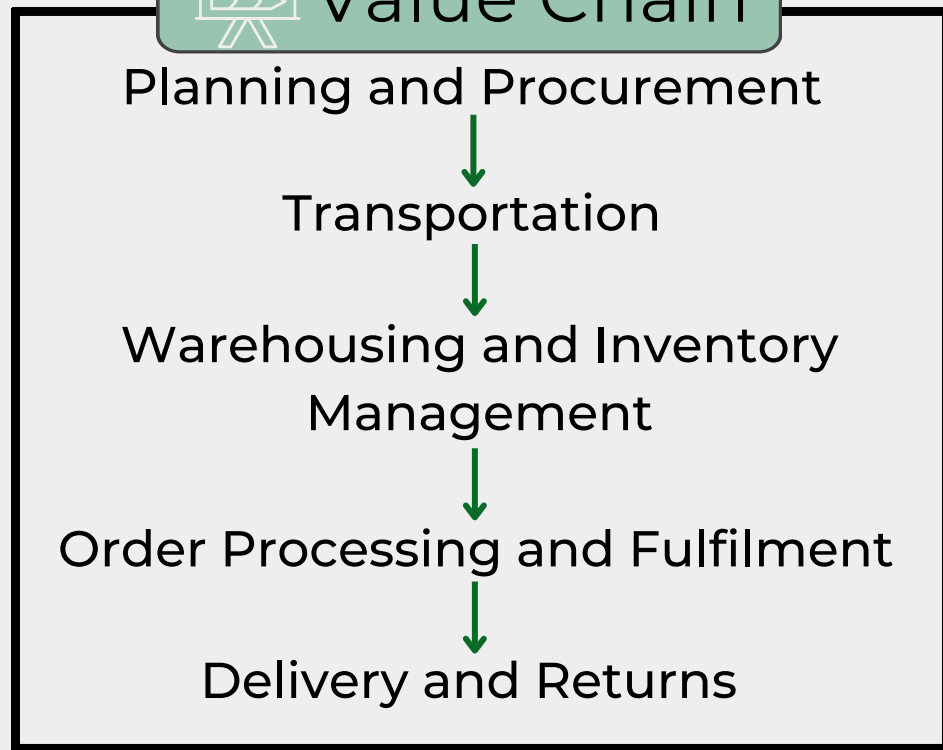 Value Chain
Planning and Procurement
Transportation
Warehousing and Inventory
Management
Order Processing and Fulfilment
Delivery and Returns